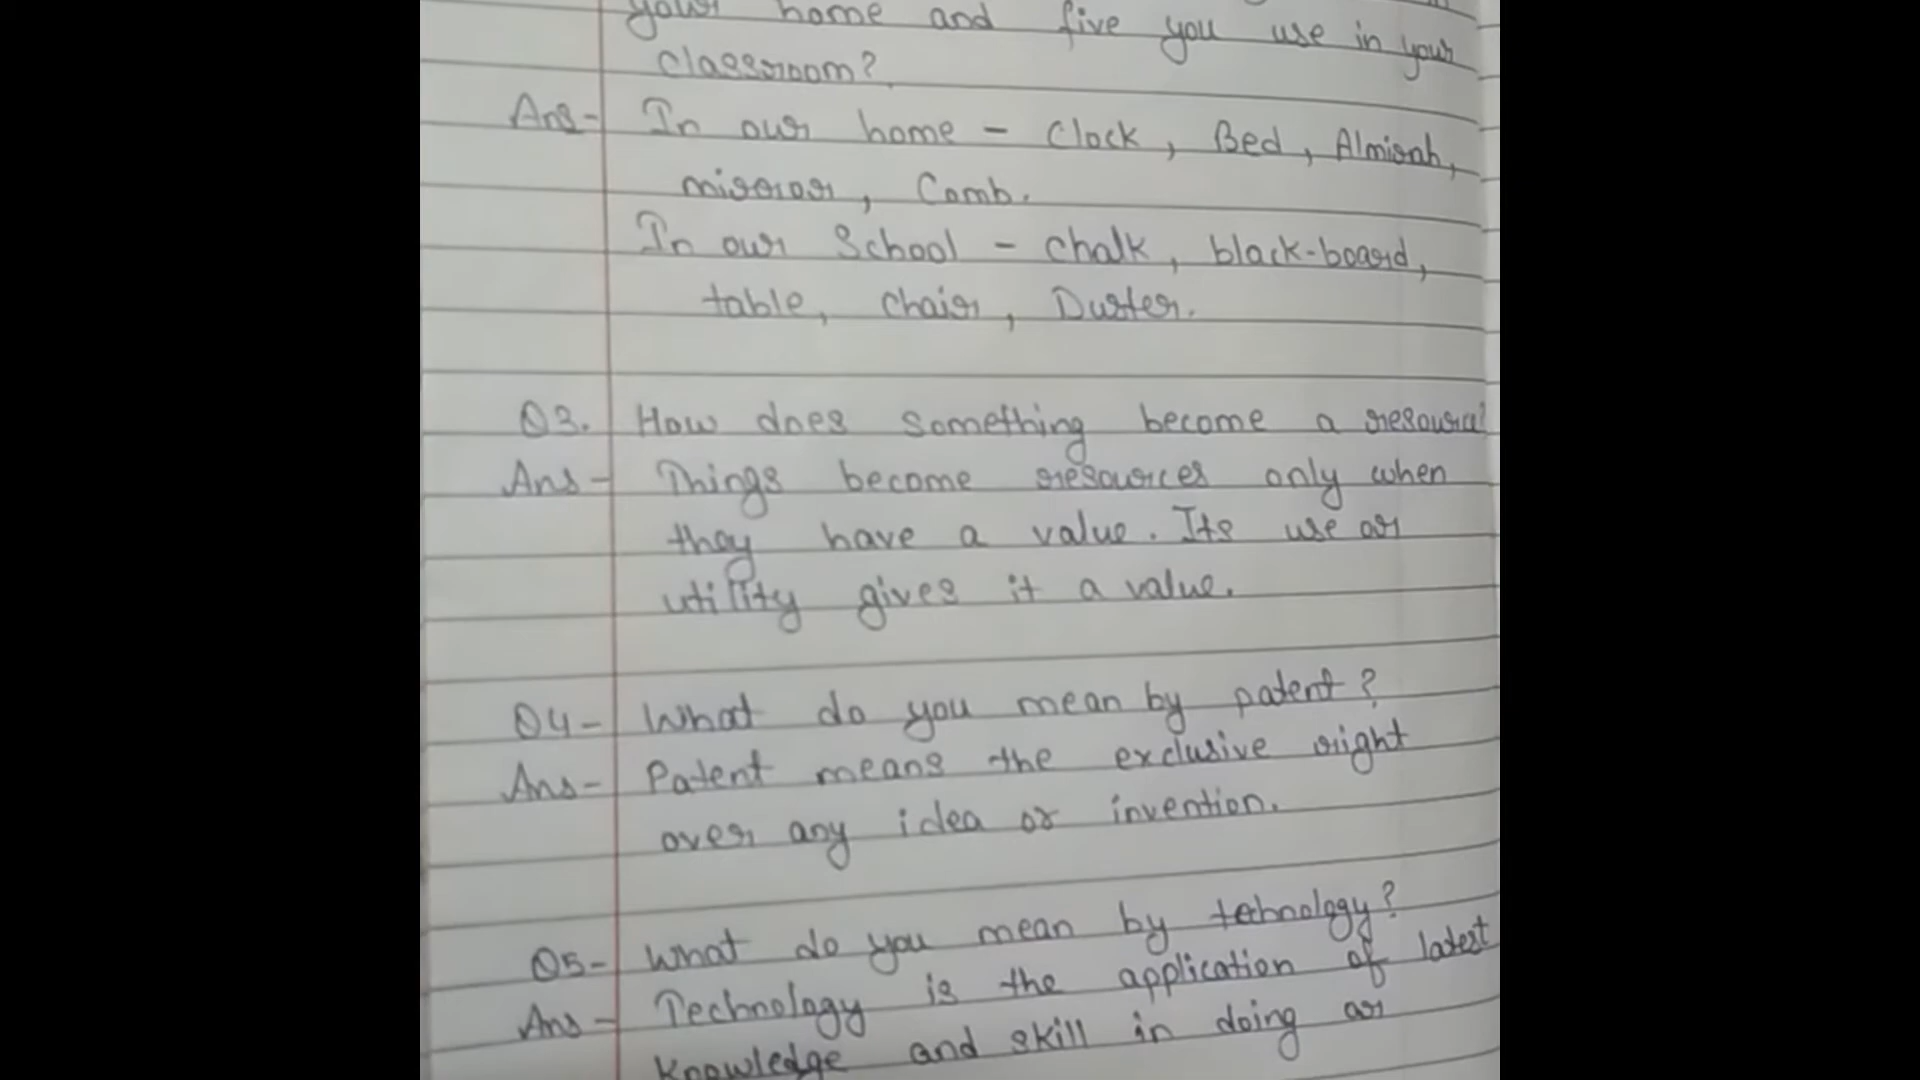 your home and five you use in your
classroom?
Ans- In our home - Clock, Bed, Almirah,
mirror, Comb.
In our School - chalk, black-board,
table, chair, Duster.
Q3. How does something become a resource?
Ans- Things become resources only when
they have a value. Its use or
utility gives it a value.
Q4- What do you mean by patent?
Ans- Patent means the exclusive right
over any idea or invention.
Q5- What do you mean by technology?
Ans- Technology is the application of latest
knowledge and skill in doing or